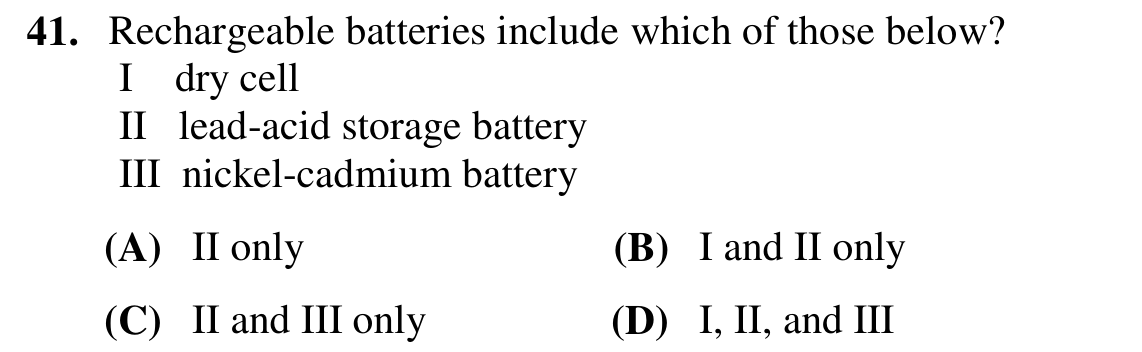 41. Rechargeable batteries include which of those below?
I dry cell
II lead-acid storage battery
III nickel-cadmium battery
(A) II only (B) I and II only
(C) II and III only (D) I, II, and III